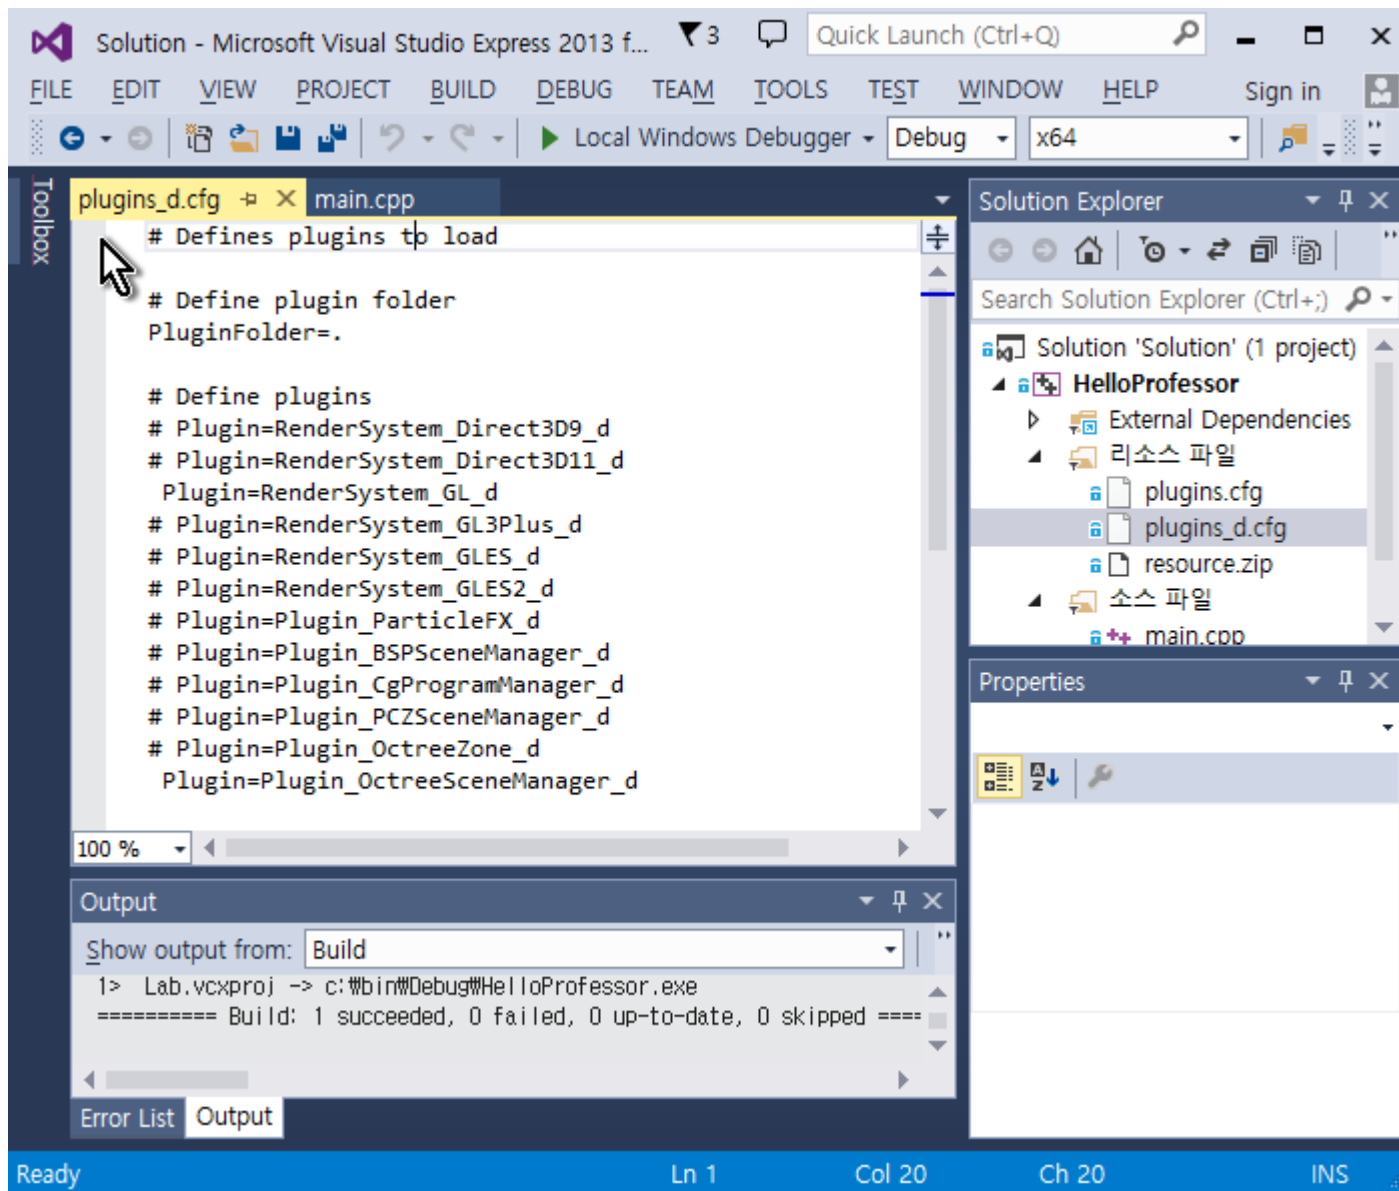 Solution - Microsoft Visual Studio Express 2013 f...
3
Quick Launch (Ctrl+Q)
FILE EDIT VIEW PROJECT BUILD DEBUG TEAM TOOLS TEST WINDOW HELP Sign in
Local Windows Debugger Debug x64
Toolbox
plugins_d.cfg main.cpp
# Defines plugins to load
# Define plugin folder
PluginFolder=.
# Define plugins
# Plugin=RenderSystem_Direct3D9_d
# Plugin=RenderSystem_Direct3D11_d
Plugin=RenderSystem_GL_d
# Plugin=RenderSystem_GL3Plus_d
# Plugin=RenderSystem_GLES_d
# Plugin=RenderSystem_GLES2_d
# Plugin=Plugin_ParticleFX_d
# Plugin=Plugin_BSPSceneManager_d
# Plugin=Plugin_CgProgramManager_d
# Plugin=Plugin_PCZSceneManager_d
# Plugin=Plugin_OctreeZone_d
Plugin=Plugin_OctreeSceneManager_d
100 %
Output
Show output from: Build
1> Lab.vcxproj -> c:₩bin₩Debug₩HelloProfessor.exe
========== Build: 1 succeeded, 0 failed, 0 up-to-date, 0 skipped ====
Error List Output
Solution Explorer
Search Solution Explorer (Ctrl+;)
Solution 'Solution' (1 project)
HelloProfessor
External Dependencies
리소스 파일
plugins.cfg
plugins_d.cfg
resource.zip
소스 파일
main.cpp
Properties
Ready Ln 1 Col 20 Ch 20 INS